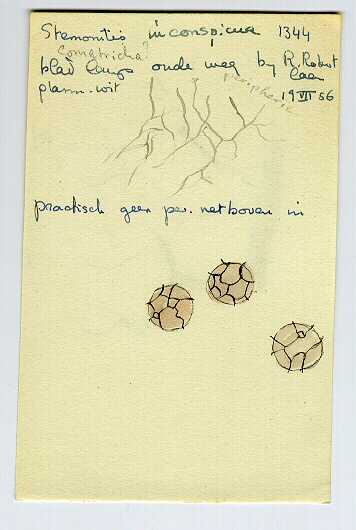 Stemonitis inconspicua 1344
Comatricha?
blad langs oude weg by R. Robert
laan
plasm. wit 19 VII 56
peripherie
practisch geen per. net boven in